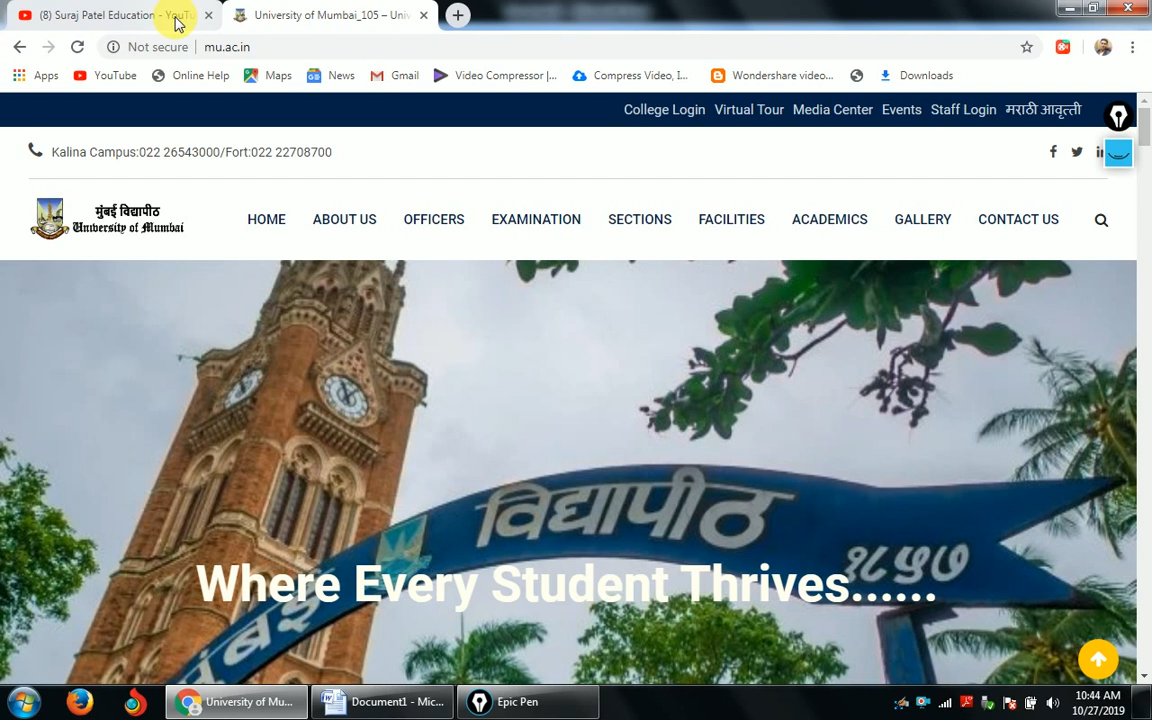 (8) Suraj Patel Education - YouTu
University of Mumbai_105 – Univ
Not secure
mu.ac.in
Apps
YouTube
Online Help
Maps
News
Gmail
Video Compressor |...
Compress Video, I...
Wondershare video...
Downloads
College Login Virtual Tour Media Center Events Staff Login मराठी आवृत्ती
Kalina Campus:022 26543000/Fort:022 22708700
मुंबई विद्यापीठ
University of Mumbai
HOME ABOUT US OFFICERS EXAMINATION SECTIONS FACILITIES ACADEMICS GALLERY CONTACT US
मुंबई
विद्यापीठ
१८५७
Where Every Student Thrives......
University of Mu...
Document1 - Mic...
Epic Pen
10:44 AM
10/27/2019